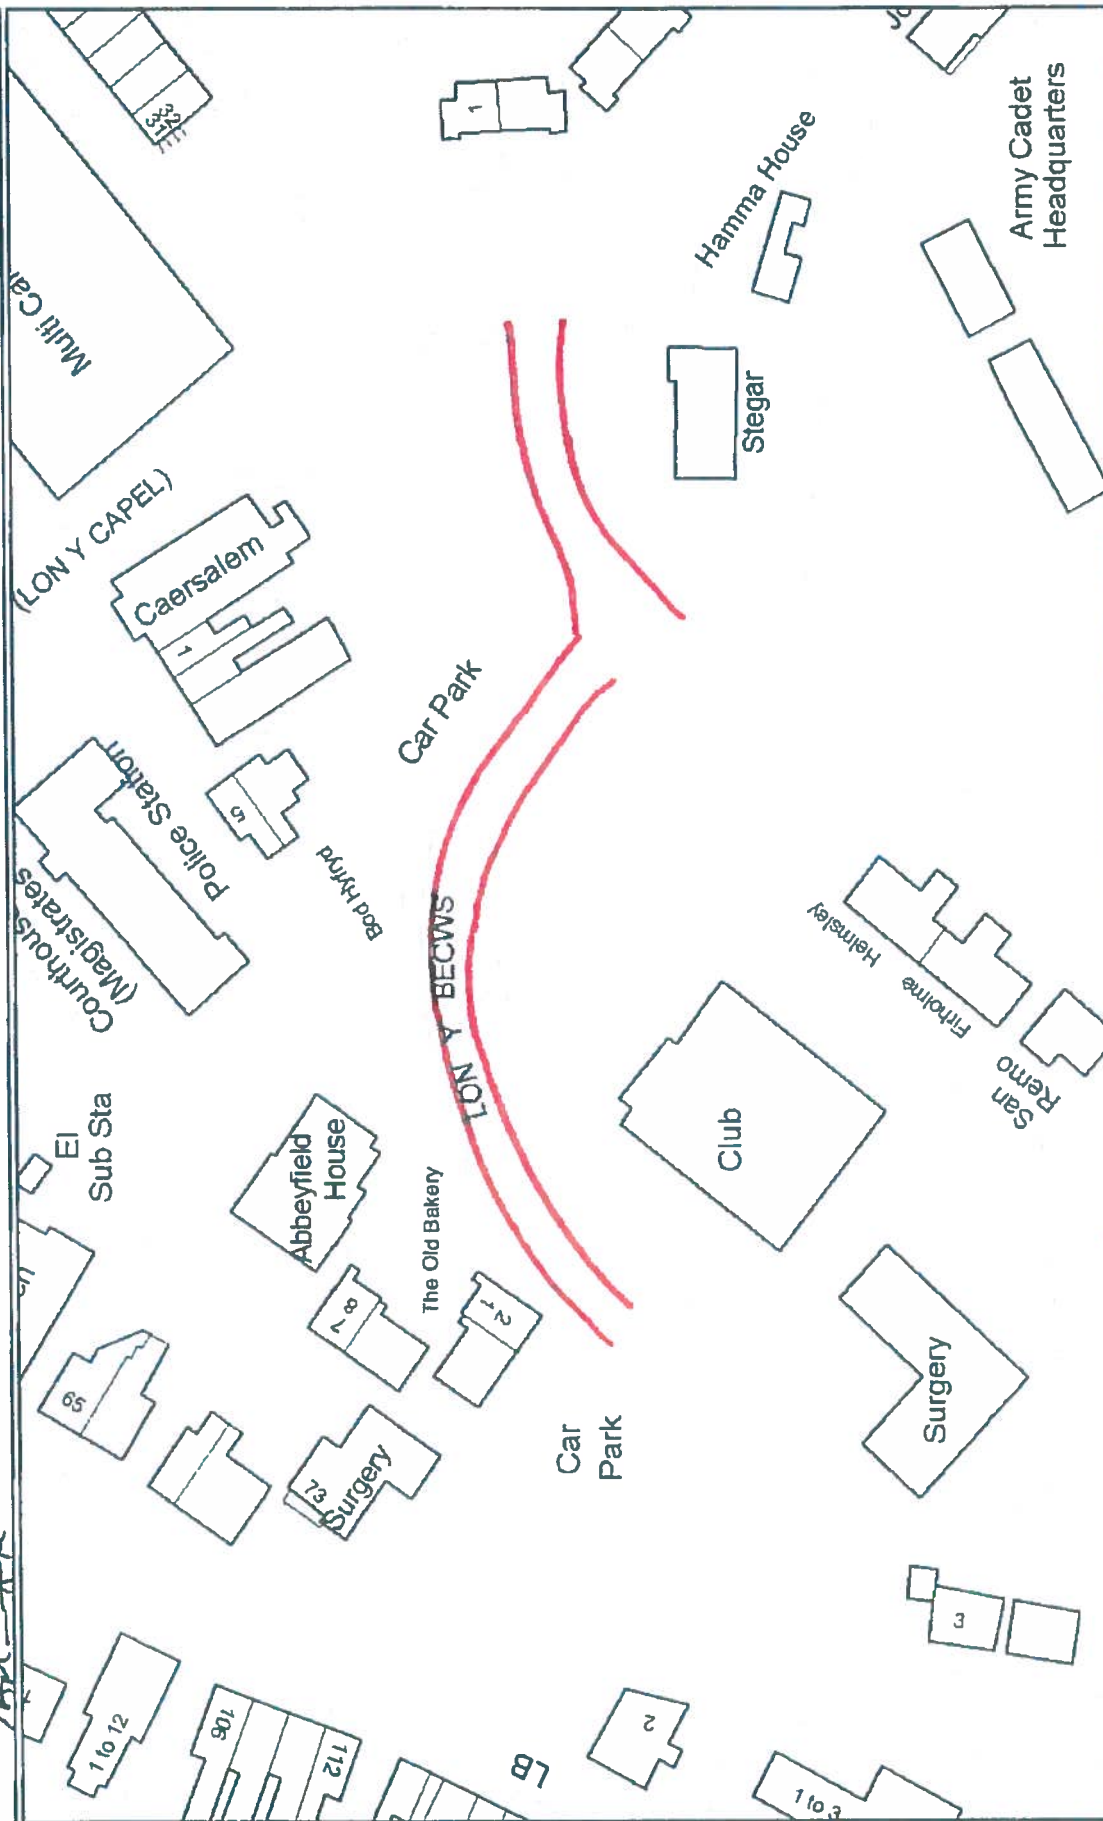 31
32
1
Army Cadet
Headquarters
Hamma House
Stegar
(LON Y CAPEL)
Caersalem
1
Car Park
Police Station
Courthouse
(Magistrates
5
Bod Hyfryd
LON Y BECWS
Helmsley
Firholme
San
Remo
Club
El
Sub Sta
Abbeyfield
House
The Old Bakery
8
7
1
2
65
73
Surgery
Car
Park
Surgery
3
1 to 12
106
112
LB
2
1 to 3